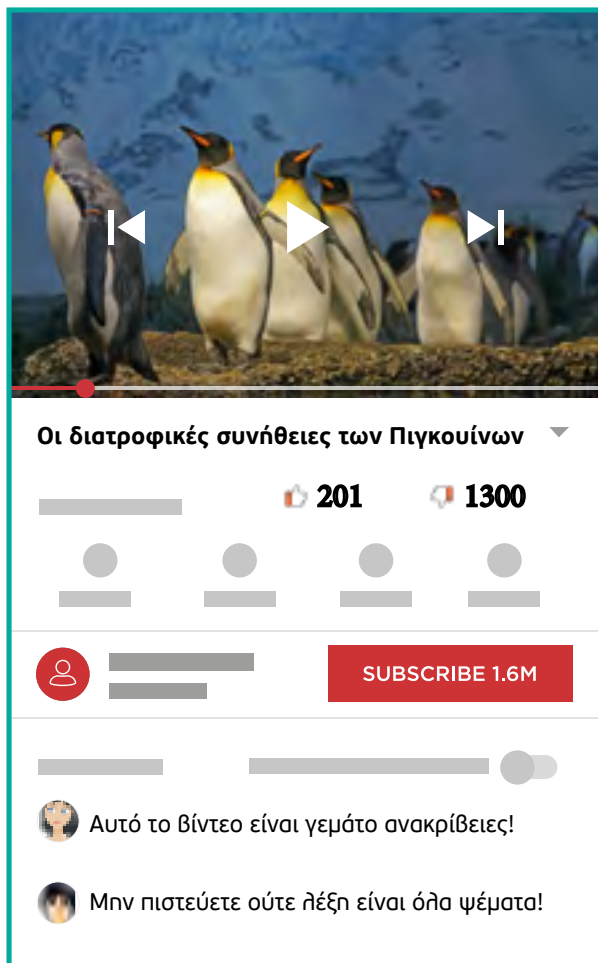 Οι διατροφικές συνήθειες των Πιγκουίνων
201 1300
SUBSCRIBE 1.6M
Αυτό το βίντεο είναι γεμάτο ανακρίβειες!
Μην πιστεύετε ούτε λέξη είναι όλα ψέματα!